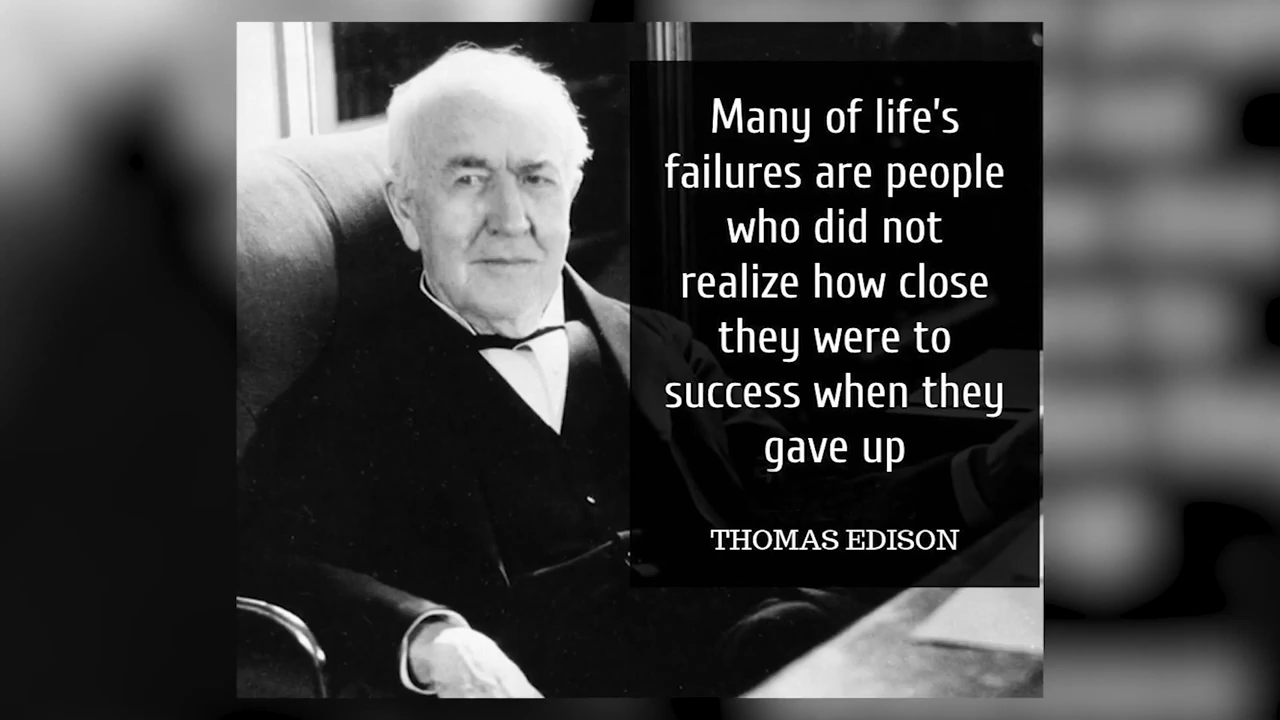 Many of life's
failures are people
who did not
realize how close
they were to
success when they
gave up
THOMAS EDISON